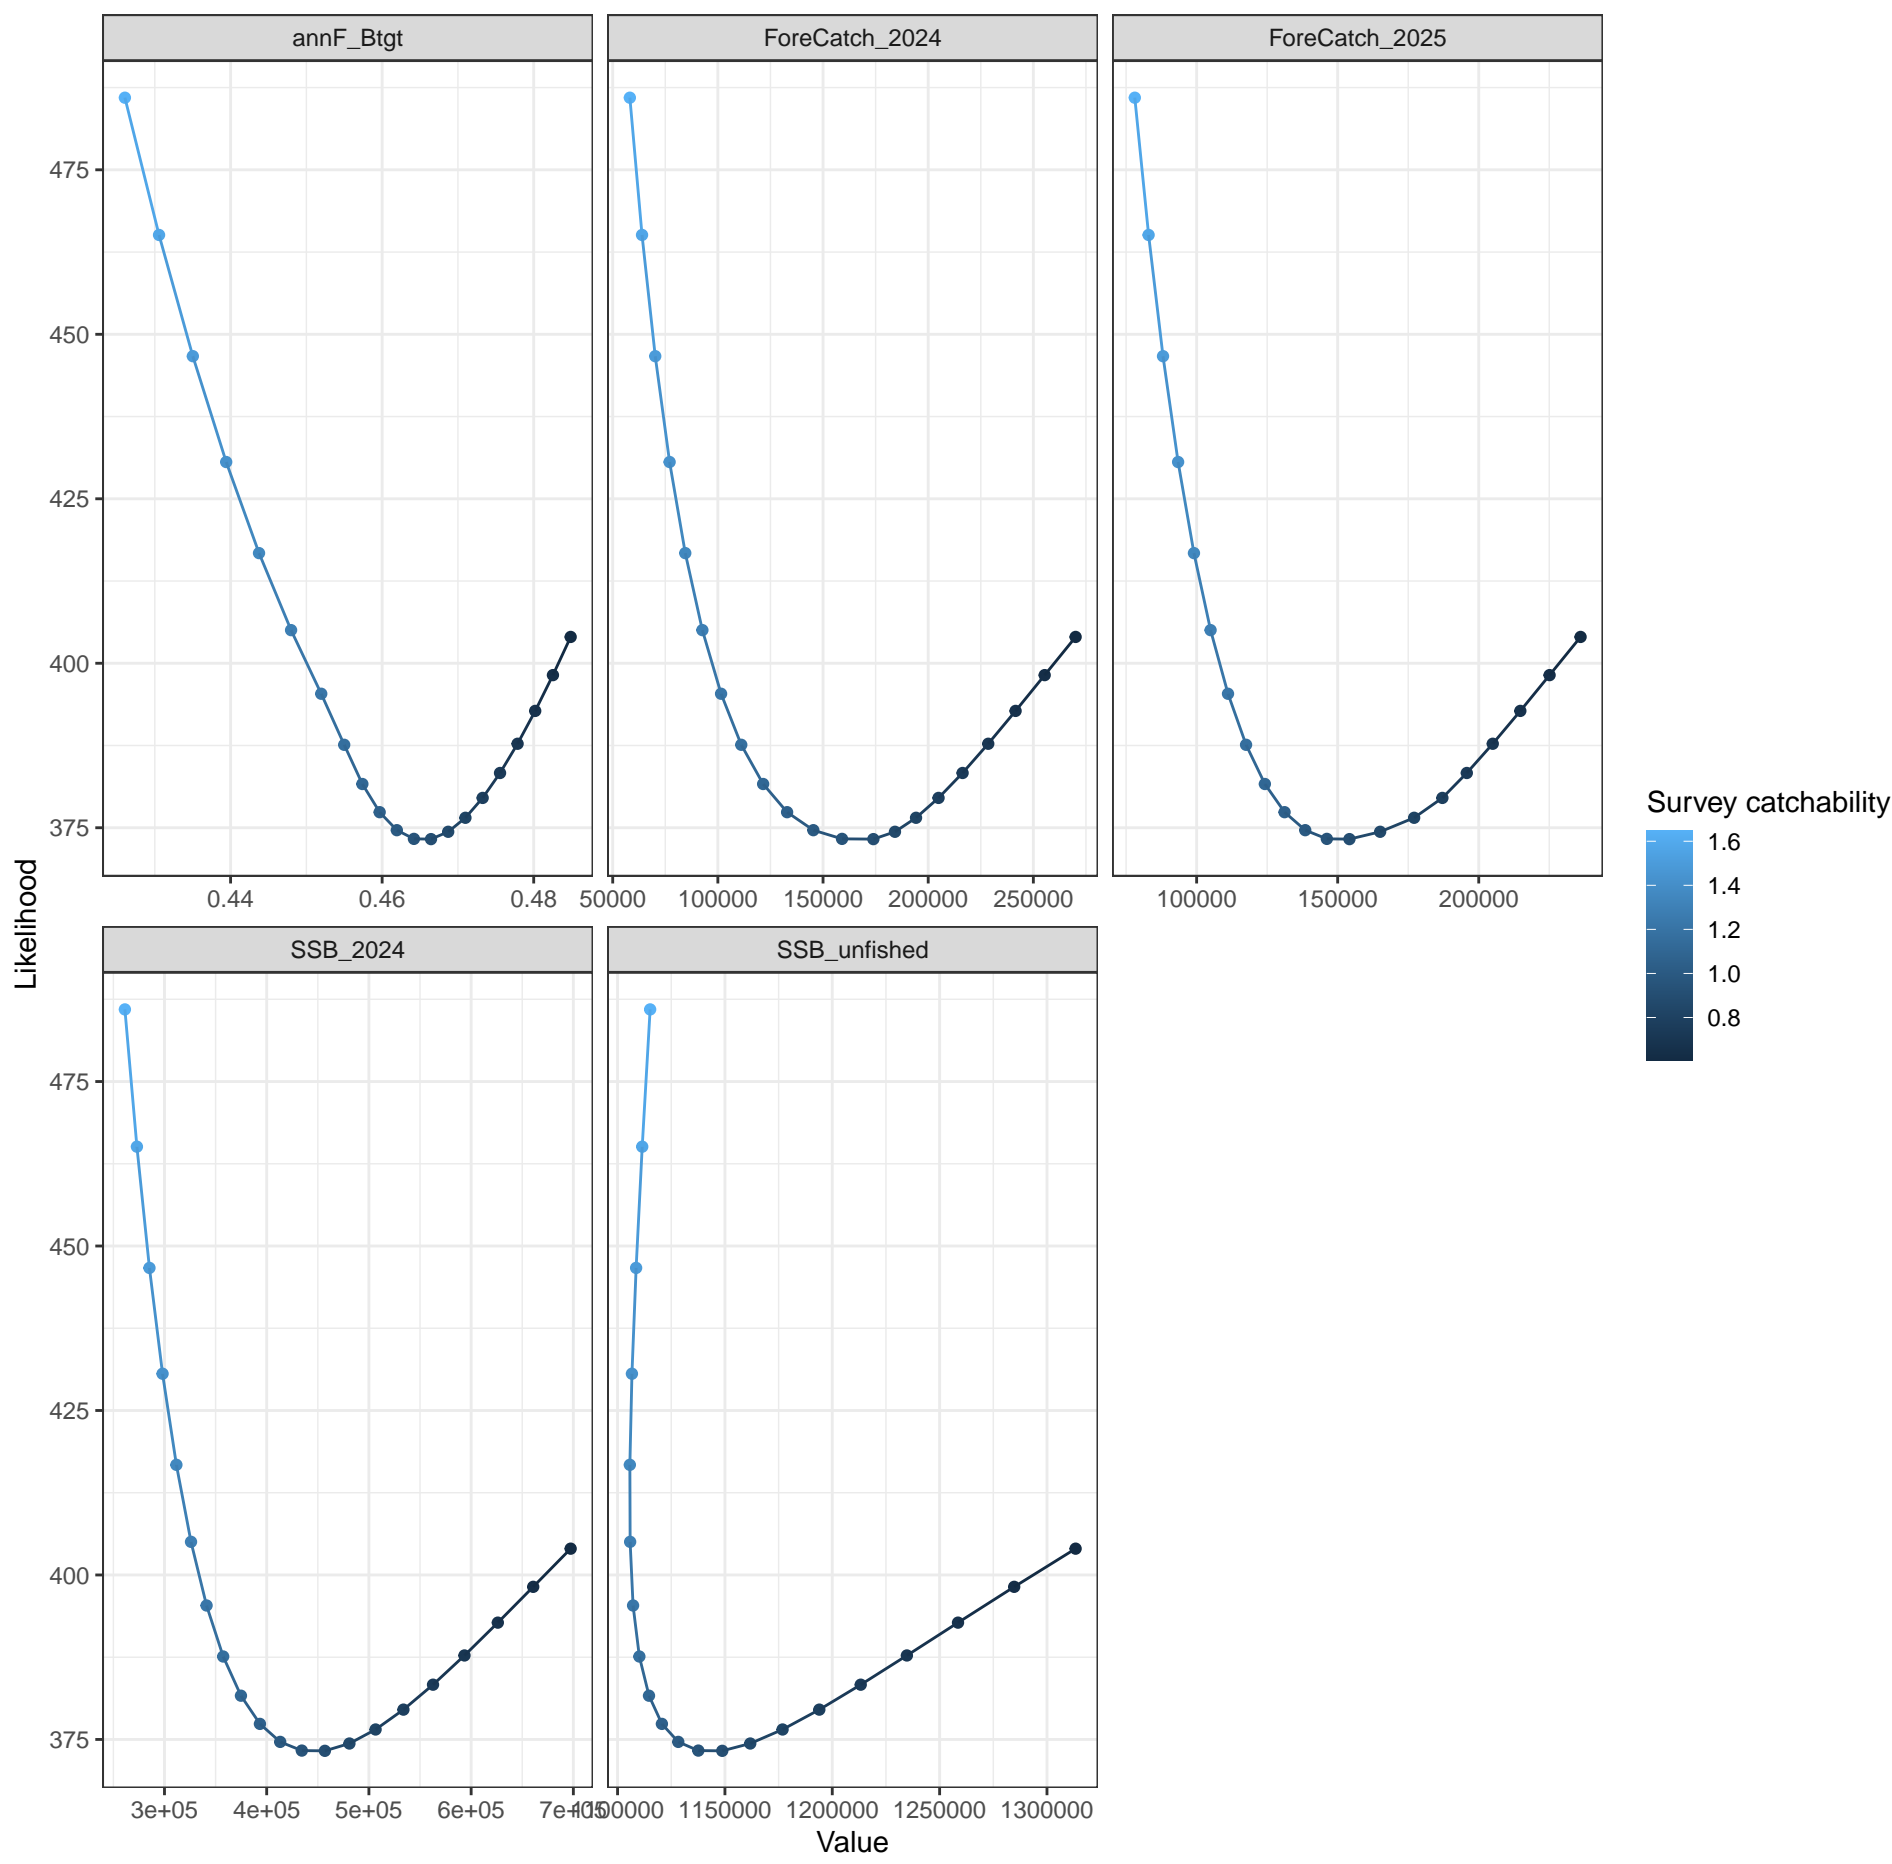 annF_Btgt
ForeCatch_2024
ForeCatch_2025
475
450
425
400
375
0.44
0.46
0.48
50000
100000
150000
200000
250000
100000
150000
200000
SSB_2024
SSB_unfished
475
450
425
400
375
3e+05
4e+05
5e+05
6e+05
7e+05
1100000
1150000
1200000
1250000
1300000
Likelihood
Value
Survey catchability
1.6
1.4
1.2
1.0
0.8